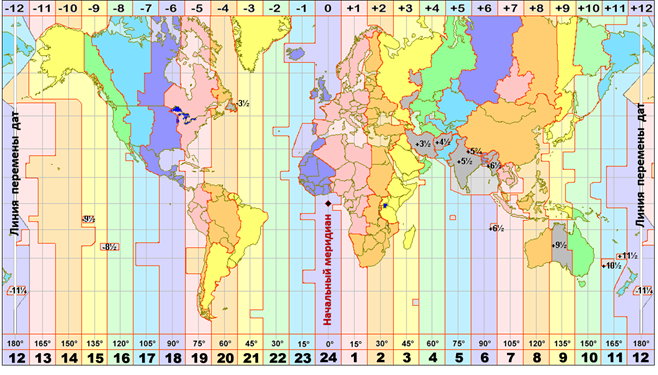 -12 -11 -10 -9 -8 -7 -6 -5 -4 -3 -2 -1 0 +1 +2 +3 +4 +5 +6 +7 +8 +9 +10 +11 +12
Линия перемены дат
-3½
+3½
+4½
+5½
+5¾
+6½
-9½
-8½
+6½
+9½
+10½
+11½
-11½
-11½
Начальный меридиан
Линия перемены дат
180° 165° 150° 135° 120° 105° 90° 75° 60° 45° 30° 15° 0° 15° 30° 45° 60° 75° 90° 105° 120° 135° 150° 165° 180°
12 13 14 15 16 17 18 19 20 21 22 23 24 1 2 3 4 5 6 7 8 9 10 11 12